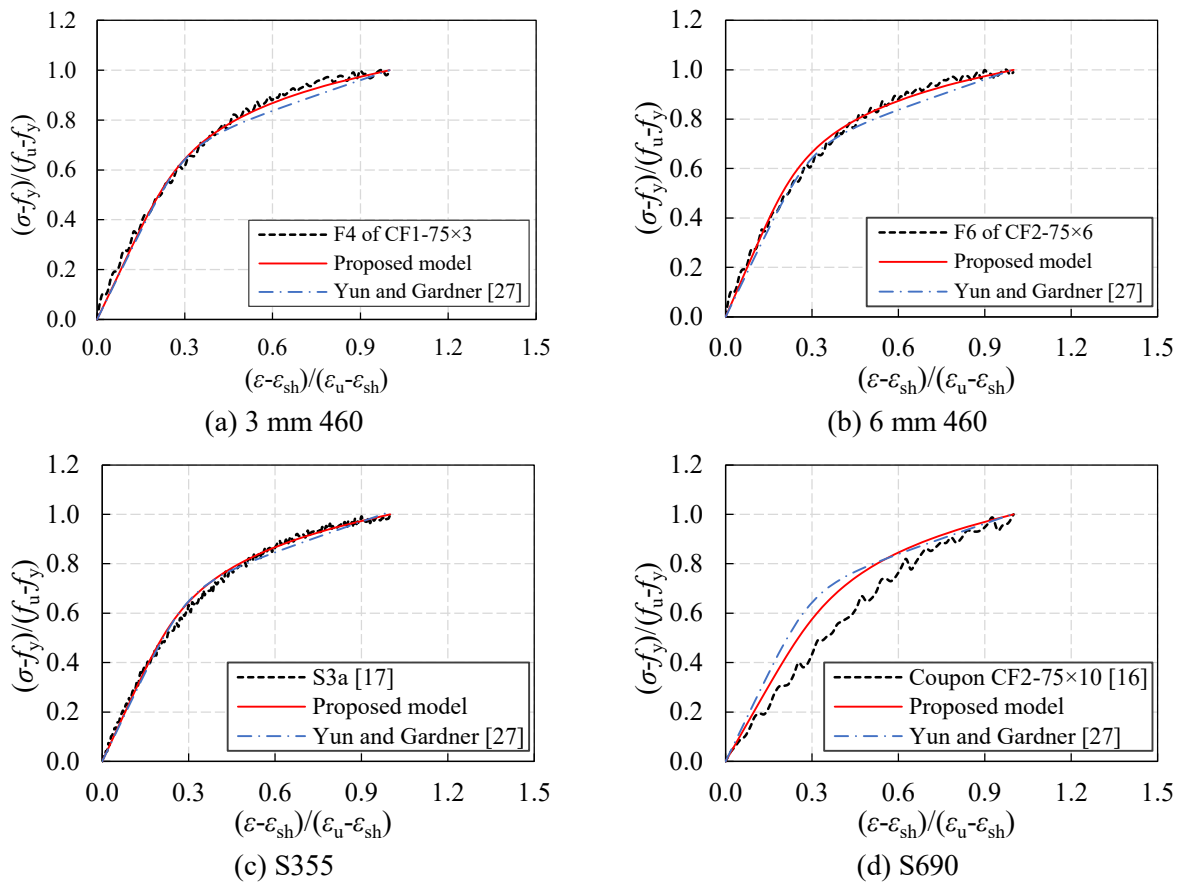 1.2
1.0
0.8
0.6
0.4
0.2
0.0
(σ-fy)/(fu-fy)
F4 of CF1-75×3
Proposed model
Yun and Gardner [27]
0.0 0.3 0.6 0.9 1.2 1.5
(ε-εsh)/(εu-εsh)
(a) 3 mm 460
1.2
1.0
0.8
0.6
0.4
0.2
0.0
(σ-fy)/(fu-fy)
F6 of CF2-75×6
Proposed model
Yun and Gardner [27]
0.0 0.3 0.6 0.9 1.2 1.5
(ε-εsh)/(εu-εsh)
(b) 6 mm 460
1.2
1.0
0.8
0.6
0.4
0.2
0.0
(σ-fy)/(fu-fy)
S3a [17]
Proposed model
Yun and Gardner [27]
0.0 0.3 0.6 0.9 1.2 1.5
(ε-εsh)/(εu-εsh)
(c) S355
1.2
1.0
0.8
0.6
0.4
0.2
0.0
(σ-fy)/(fu-fy)
Coupon CF2-75×10 [16]
Proposed model
Yun and Gardner [27]
0.0 0.3 0.6 0.9 1.2 1.5
(ε-εsh)/(εu-εsh)
(d) S690